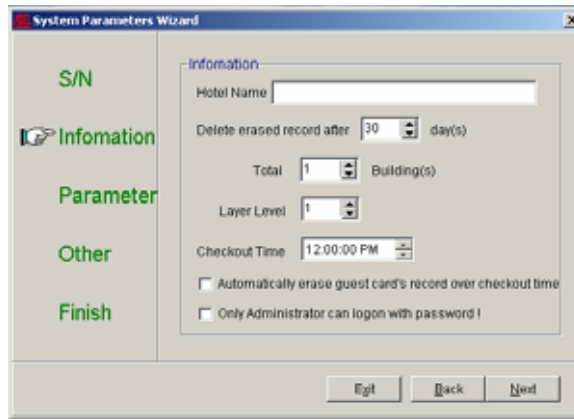 System Parameters Wizard
S/N
Infomation
Parameter
Other
Finish
Infomation
Hotel Name
Delete erased record after 30 day(s)
Total 1 Building(s)
Layer Level 1
Checkout Time 12:00:00 PM
Automatically erase guest card's record over checkout time
Only Administrator can logon with password !
Exit Back Next